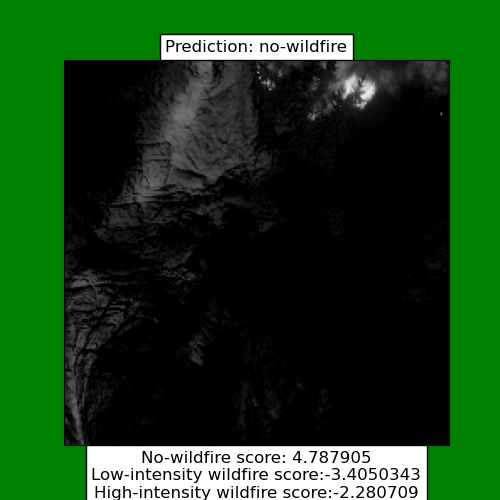 Prediction: no-wildfire
No-wildfire score: 4.787905
Low-intensity wildfire score:-3.4050343
High-intensity wildfire score:-2.280709